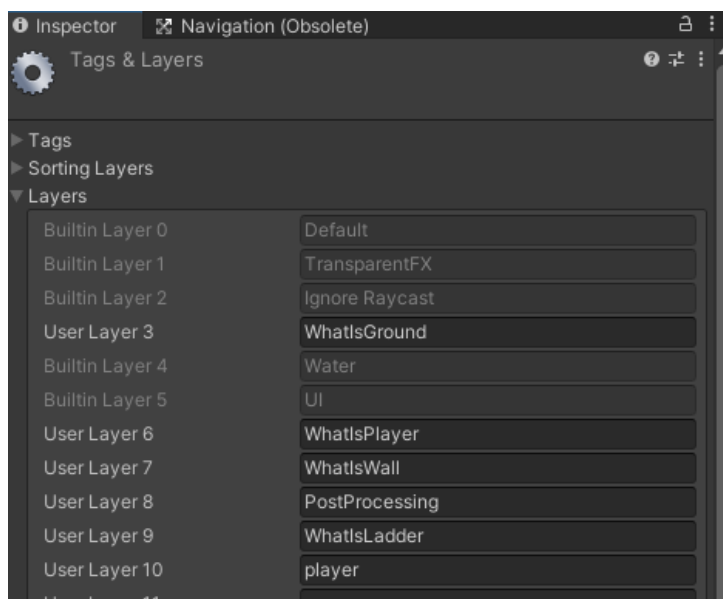 Inspector Navigation (Obsolete)
Tags & Layers
Tags
Sorting Layers
Layers
Builtin Layer 0 Default
Builtin Layer 1 TransparentFX
Builtin Layer 2 Ignore Raycast
User Layer 3 WhatIsGround
Builtin Layer 4 Water
Builtin Layer 5 UI
User Layer 6 WhatIsPlayer
User Layer 7 WhatIsWall
User Layer 8 PostProcessing
User Layer 9 WhatIsLadder
User Layer 10 player